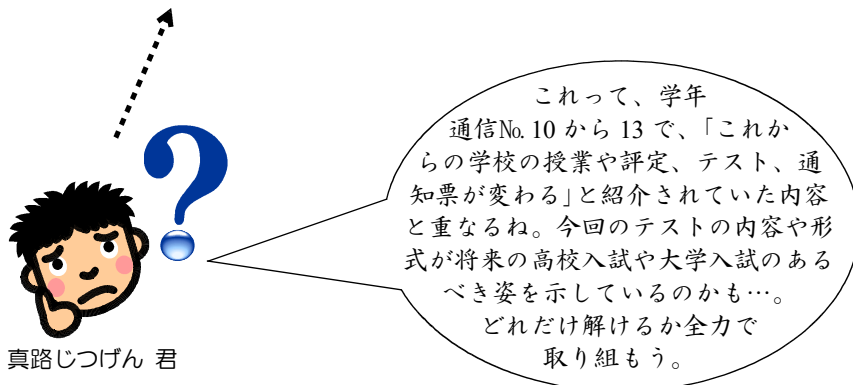 これって、学年
通信№10から13で、「これか
らの学校の授業や評定、テスト、通
知票が変わる」と紹介されていた内容
と重なるね。今回のテストの内容や形
式が将来の高校入試や大学入試のある
べき姿を示しているのかも…。
どれだけ解けるか全力で
取り組もう。
?
真路じつげん 君